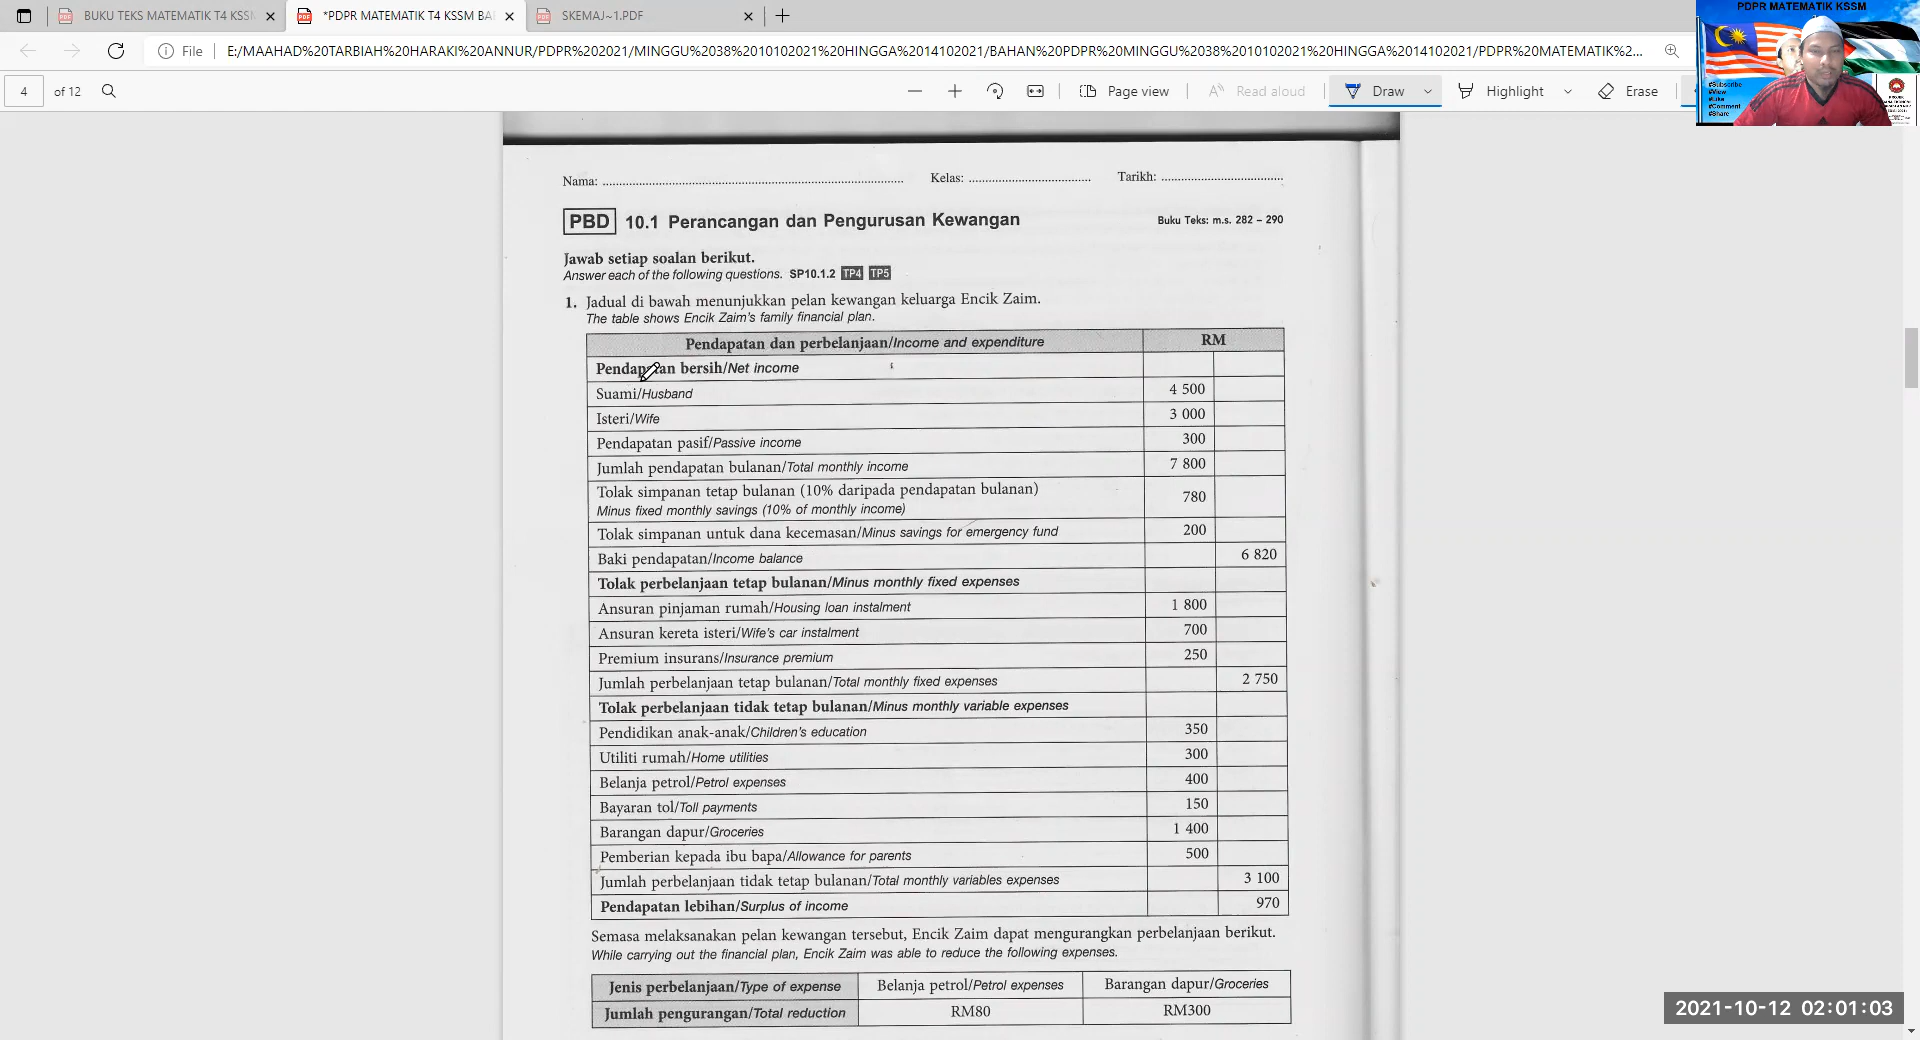 BUKU TEKS MATEMATIK T4 KSSM
*PDPR MATEMATIK T4 KSSM BA
SKEMAJ~1.PDF
File
E:/MAAHAD%20TARBIAH%20HARAKI%20ANNUR/PDPR%202021/MINGGU%2038%2010102021%20HINGGA%2014102021/BAHAN%20PDPR%20MINGGU%2038%2010102021%20HINGGA%2014102021/PDPR%20MATEMATIK%2...
4 of 12
Page view
Read aloud
Draw
Highlight
Erase
PDPR MATEMATIK KSSM
#Subscribe
#View
#Like
#Comment
#Share
Nama: Kelas: Tarikh:
PBD 10.1 Perancangan dan Pengurusan Kewangan Buku Teks: m.s. 282 – 290
Jawab setiap soalan berikut.
Answer each of the following questions. SP10.1.2 TP4 TP5
1. Jadual di bawah menunjukkan pelan kewangan keluarga Encik Zaim.
The table shows Encik Zaim's family financial plan.
Pendapatan dan perbelanjaan/Income and expenditure RM
Pendapatan bersih/Net income
Suami/Husband 4 500
Isteri/Wife 3 000
Pendapatan pasif/Passive income 300
Jumlah pendapatan bulanan/Total monthly income 7 800
Tolak simpanan tetap bulanan (10% daripada pendapatan bulanan)
Minus fixed monthly savings (10% of monthly income) 780
Tolak simpanan untuk dana kecemasan/Minus savings for emergency fund 200
Baki pendapatan/Income balance 6 820
Tolak perbelanjaan tetap bulanan/Minus monthly fixed expenses
Ansuran pinjaman rumah/Housing loan instalment 1 800
Ansuran kereta isteri/Wife's car instalment 700
Premium insurans/Insurance premium 250
Jumlah perbelanjaan tetap bulanan/Total monthly fixed expenses 2 750
Tolak perbelanjaan tidak tetap bulanan/Minus monthly variable expenses
Pendidikan anak-anak/Children's education 350
Utiliti rumah/Home utilities 300
Belanja petrol/Petrol expenses 400
Bayaran tol/Toll payments 150
Barangan dapur/Groceries 1 400
Pemberian kepada ibu bapa/Allowance for parents 500
Jumlah perbelanjaan tidak tetap bulanan/Total monthly variables expenses 3 100
Pendapatan lebihan/Surplus of income 970
Semasa melaksanakan pelan kewangan tersebut, Encik Zaim dapat mengurangkan perbelanjaan berikut.
While carrying out the financial plan, Encik Zaim was able to reduce the following expenses.
Jenis perbelanjaan/Type of expense Belanja petrol/Petrol expenses Barangan dapur/Groceries
Jumlah pengurangan/Total reduction RM80 RM300
2021-10-12 02:01:03